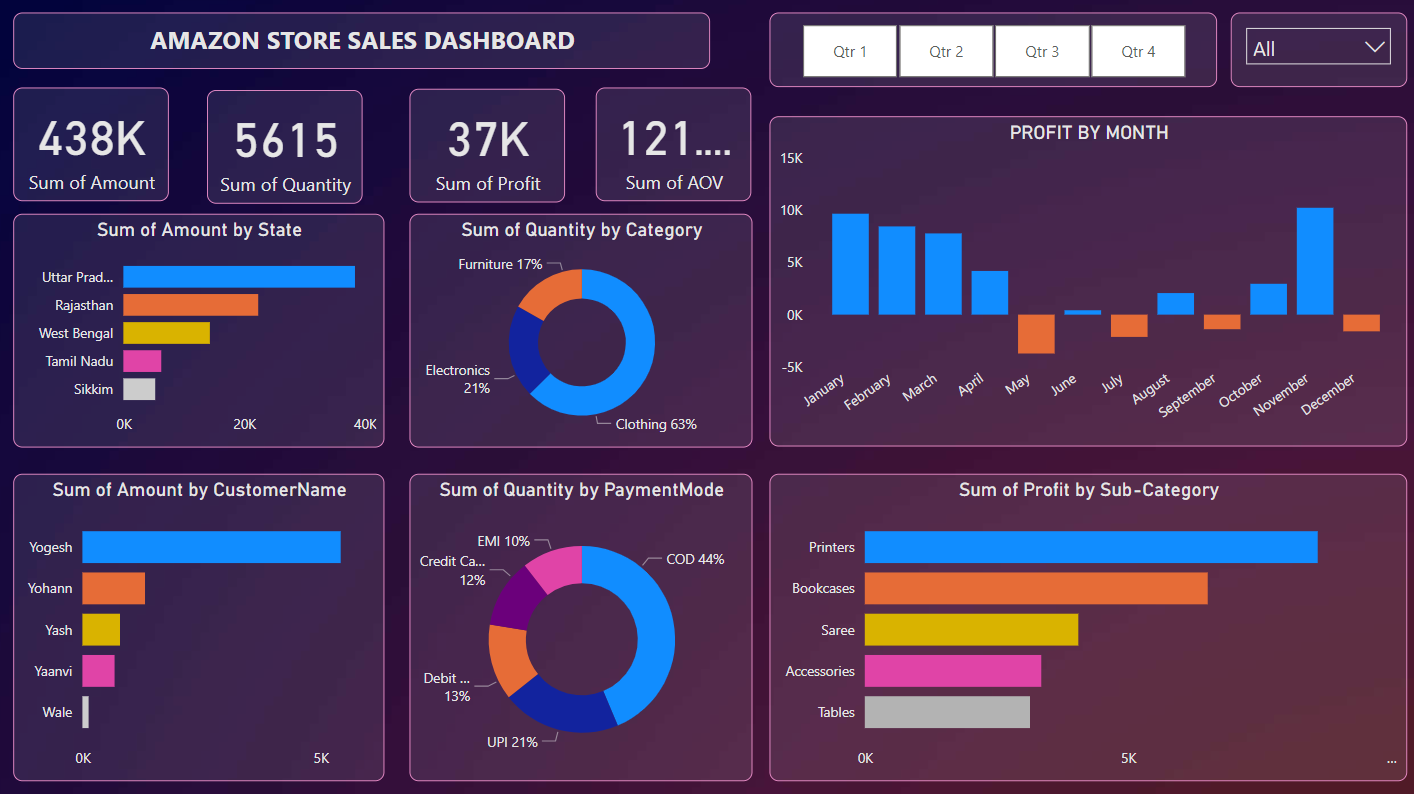 AMAZON STORE SALES DASHBOARD
Qtr 1
Qtr 2
Qtr 3
Qtr 4
All
438K
Sum of Amount
5615
Sum of Quantity
37K
Sum of Profit
121....
Sum of AOV
PROFIT BY MONTH
15K
10K
5K
0K
-5K
January
February
March
April
May
June
July
August
September
October
November
December
Sum of Amount by State
Uttar Prad...
Rajasthan
West Bengal
Tamil Nadu
Sikkim
0K
20K
40K
Sum of Quantity by Category
Furniture 17%
Electronics
21%
Clothing 63%
Sum of Amount by CustomerName
Yogesh
Yohann
Yash
Yaanvi
Wale
0K
5K
Sum of Quantity by PaymentMode
EMI 10%
Credit Ca...
12%
COD 44%
Debit ...
13%
UPI 21%
Sum of Profit by Sub-Category
Printers
Bookcases
Saree
Accessories
Tables
0K
5K
...